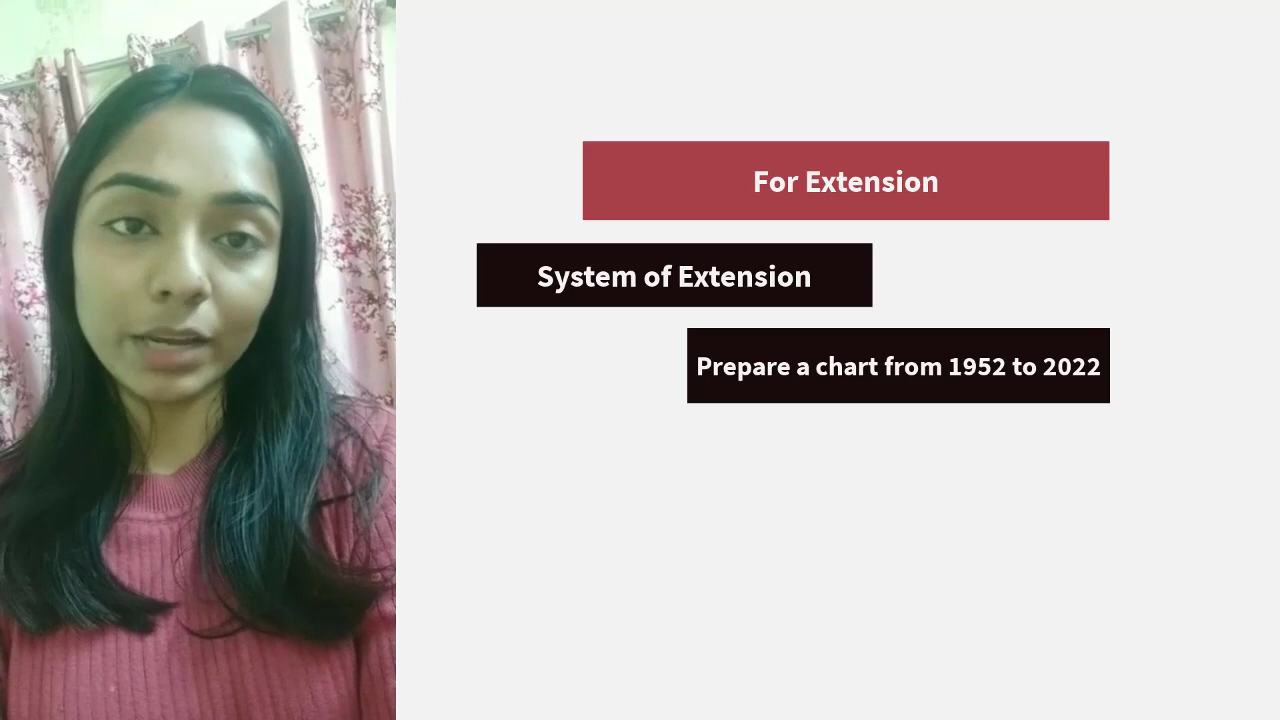 For Extension
System of Extension
Prepare a chart from 1952 to 2022